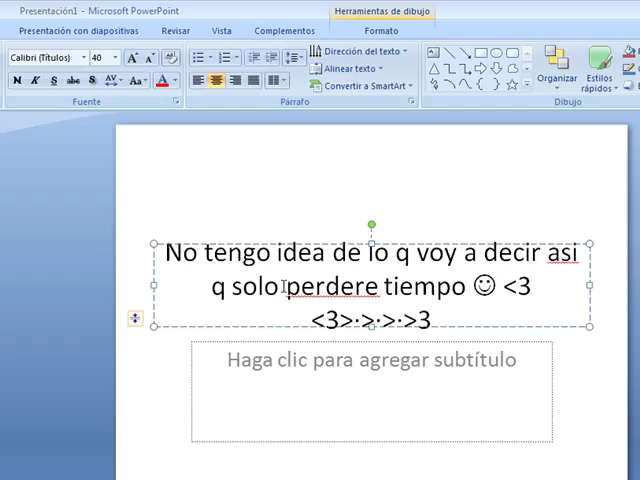 Presentación1 - Microsoft PowerPoint
Herramientas de dibujo
Presentación con diapositivas Revisar Vista Complementos Formato
Calibri (Títulos) 40
Dirección del texto
Alinear texto
Convertir a SmartArt
Organizar
Estilos
rápidos
Fuente Párrafo Dibujo
No tengo idea de lo q voy a decir asi
q solo perdere tiempo ☺ <3
<3>·>·>·>3
Haga clic para agregar subtítulo